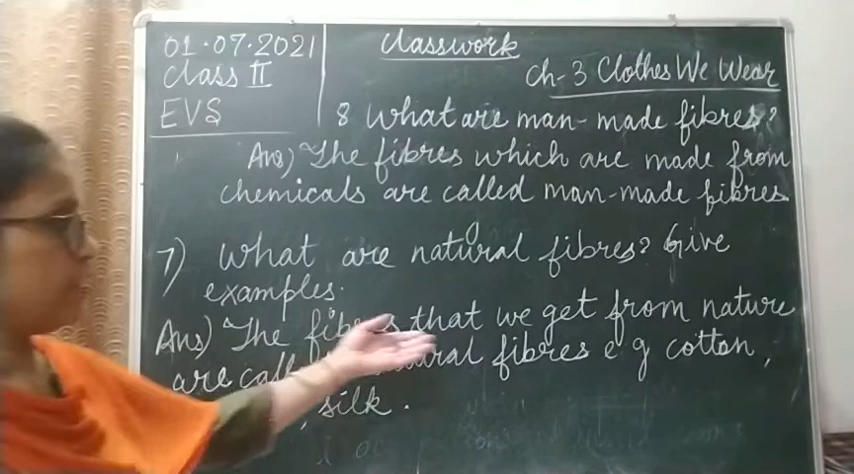 01.07.2021
Class II
EVS
Classwork
Ch-3 Clothes We Wear
8 What are man-made fibres?
Ans) The fibres which are made from
chemicals are called man-made fibres
7) What are natural fibres? Give
examples.
Ans) The fibres that we get from nature
are natural fibres e g cotton,
, silk.